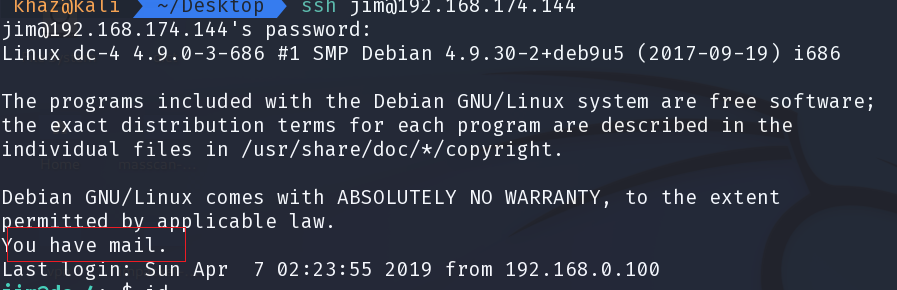 khaz@kali ~/Desktop ssh jim@192.168.174.144
jim@192.168.174.144's password:
Linux dc-4 4.9.0-3-686 #1 SMP Debian 4.9.30-2+deb9u5 (2017-09-19) i686
The programs included with the Debian GNU/Linux system are free software;
the exact distribution terms for each program are described in the
individual files in /usr/share/doc/*/copyright.
Debian GNU/Linux comes with ABSOLUTELY NO WARRANTY, to the extent
permitted by applicable law.
You have mail.
Last login: Sun Apr  7 02:23:55 2019 from 192.168.0.100